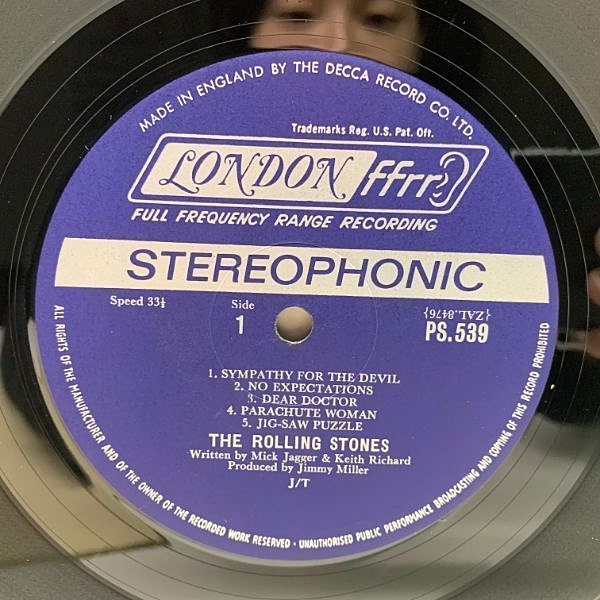 MADE IN ENGLAND BY THE DECCA RECORD CO. LTD.
Trademarks Reg. U.S. Pat. Off.
LONDON ffrr
FULL FREQUENCY RANGE RECORDING
STEREOPHONIC
Speed 33⅓
Side
1
{ZAL.8476}
PS.539
1. SYMPATHY FOR THE DEVIL
2. NO EXPECTATIONS
3. DEAR DOCTOR
4. PARACHUTE WOMAN
5. JIG-SAW PUZZLE
THE ROLLING STONES
Written by Mick Jagger & Keith Richard
Produced by Jimmy Miller
J/T
ALL RIGHTS OF THE MANUFACTURER AND OF THE OWNER OF THE RECORDED WORK RESERVED · UNAUTHORISED PUBLIC PERFORMANCE BROADCASTING AND COPYING OF THIS RECORD PROHIBITED